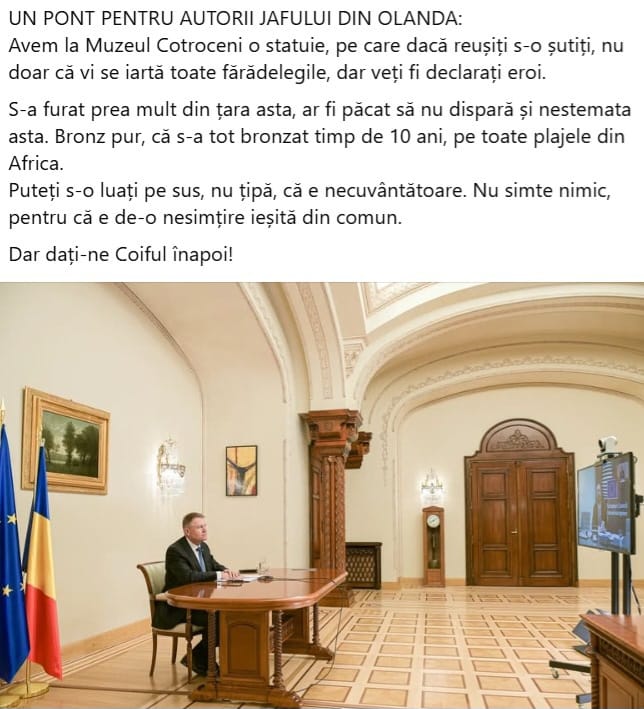 UN PONT PENTRU AUTORII JAFULUI DIN OLANDA:
Avem la Muzeul Cotroceni o statuie, pe care dacă reușiți s-o șutiți, nu
doar că vi se iartă toate fărădelegile, dar veți fi declarați eroi.
S-a furat prea mult din țara asta, ar fi păcat să nu dispară și nestemata
asta. Bronz pur, că s-a tot bronzat timp de 10 ani, pe toate plajele din
Africa.
Puteți s-o luați pe sus, nu țipă, că e necuvântătoare. Nu simte nimic,
pentru că e de-o nesimțire ieșită din comun.
Dar dați-ne Coiful înapoi!